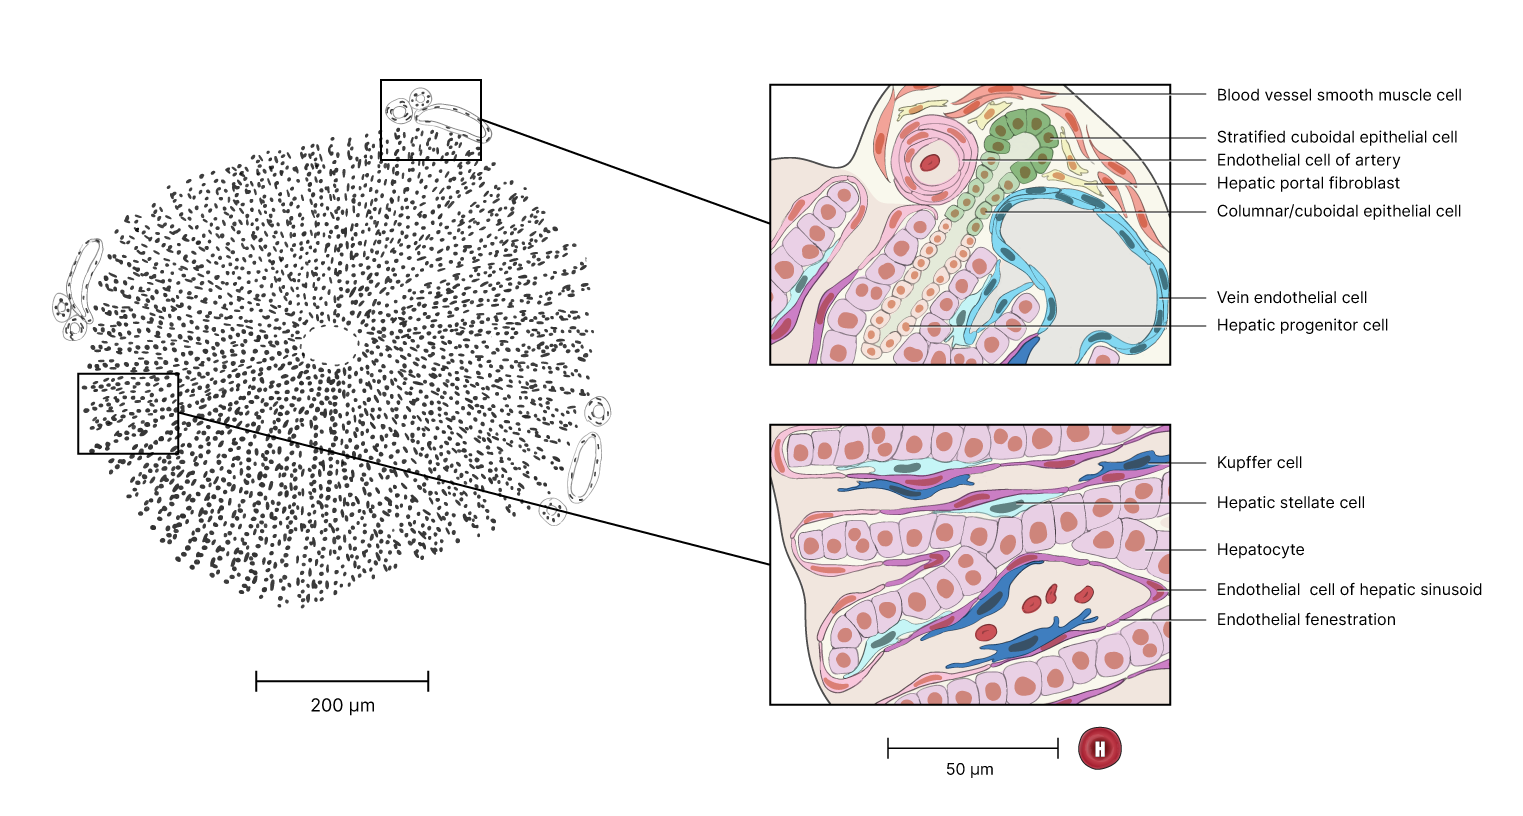 Blood vessel smooth muscle cell
Stratified cuboidal epithelial cell
Endothelial cell of artery
Hepatic portal fibroblast
Columnar/cuboidal epithelial cell
Vein endothelial cell
Hepatic progenitor cell
Kupffer cell
Hepatic stellate cell
Hepatocyte
Endothelial  cell of hepatic sinusoid
Endothelial fenestration
200 µm
50 µm
H